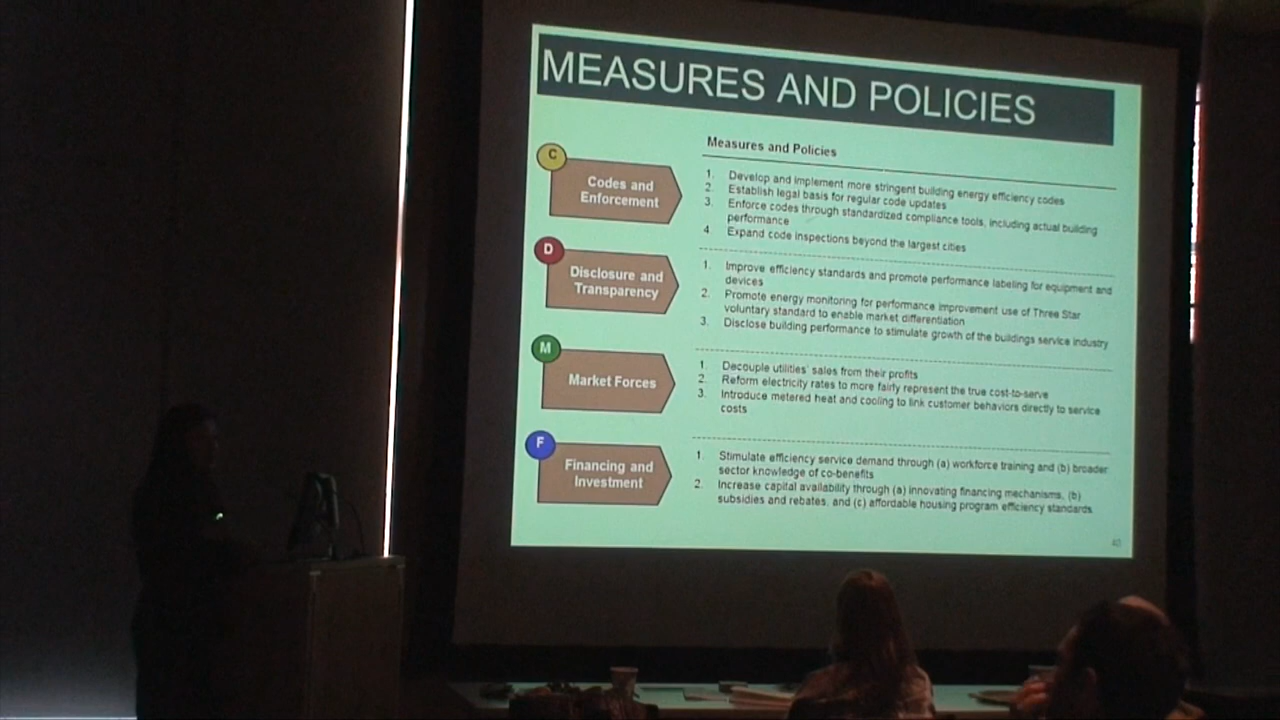 MEASURES AND POLICIES
Measures and Policies
C
Codes and
Enforcement
1. Develop and implement more stringent building energy efficiency codes
2. Establish legal basis for regular code updates
3. Enforce codes through standardized compliance tools, including actual building
performance
4. Expand code inspections beyond the largest cities
D
Disclosure and
Transparency
1. Improve efficiency standards and promote performance labeling for equipment and
devices
2. Promote energy monitoring for performance improvement use of Three Star
voluntary standard to enable market differentiation
3. Disclose building performance to stimulate growth of the buildings service industry
M
Market Forces
1. Decouple utilities' sales from their profits
2. Reform electricity rates to more fairly represent the true cost-to-serve
3. Introduce metered heat and cooling to link customer behaviors directly to service
costs
F
Financing and
Investment
1. Stimulate efficiency service demand through (a) workforce training and (b) broader
sector knowledge of co-benefits
2. Increase capital availability through (a) innovating financing mechanisms, (b)
subsidies and rebates, and (c) affordable housing program efficiency standards
40